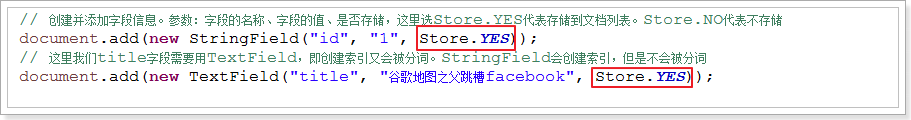 // 创建并添加字段信息。参数：字段的名称、字段的值、是否存储，这里选Store.YES代表存储到文档列表。Store.NO代表不存储
document.add(new StringField("id", "1", Store.YES));
// 这里我们title字段需要用TextField，即创建索引又会被分词。StringField会创建索引，但是不会被分词
document.add(new TextField("title", "谷歌地图之父跳槽facebook", Store.YES));